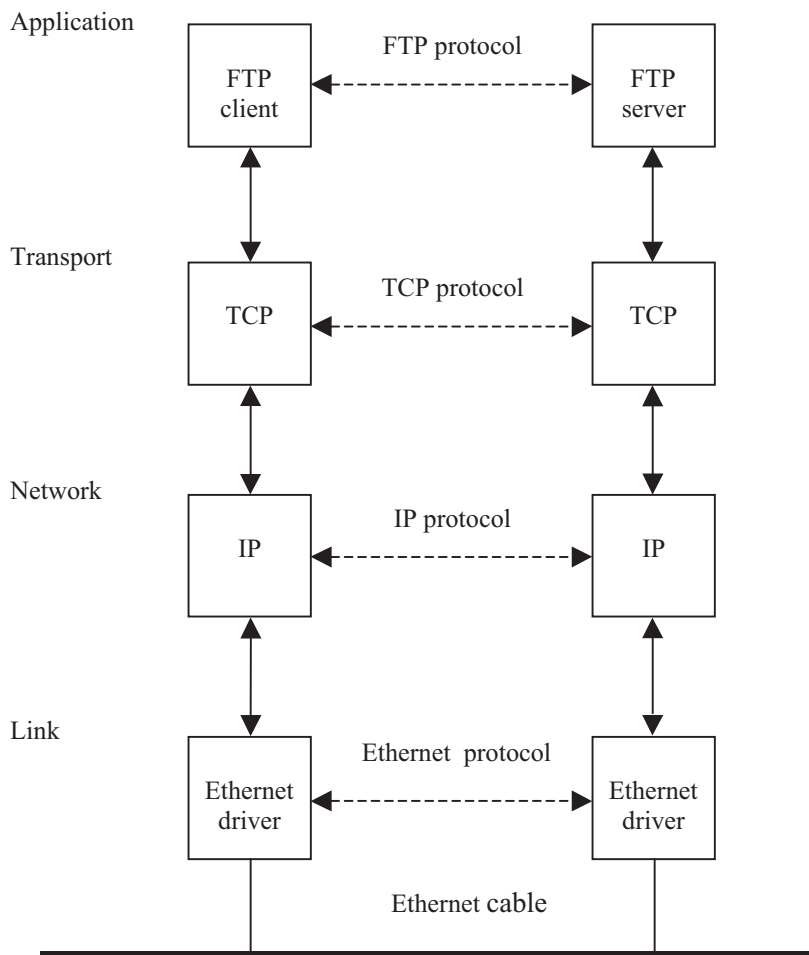 Application
FTP protocol
FTP
client
FTP
server
Transport
TCP protocol
TCP
TCP
Network
IP protocol
IP
IP
Link
Ethernet protocol
Ethernet
driver
Ethernet
driver
Ethernet cable